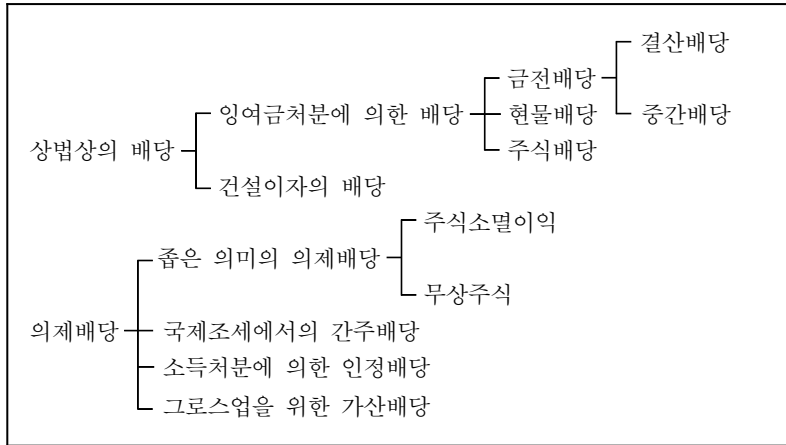 결산배당
금전배당
잉여금처분에 의한 배당
현물배당
중간배당
상법상의 배당
주식배당
건설이자의 배당
주식소멸이익
좁은 의미의 의제배당
무상주식
의제배당
국제조세에서의 간주배당
소득처분에 의한 인정배당
그로스업을 위한 가산배당